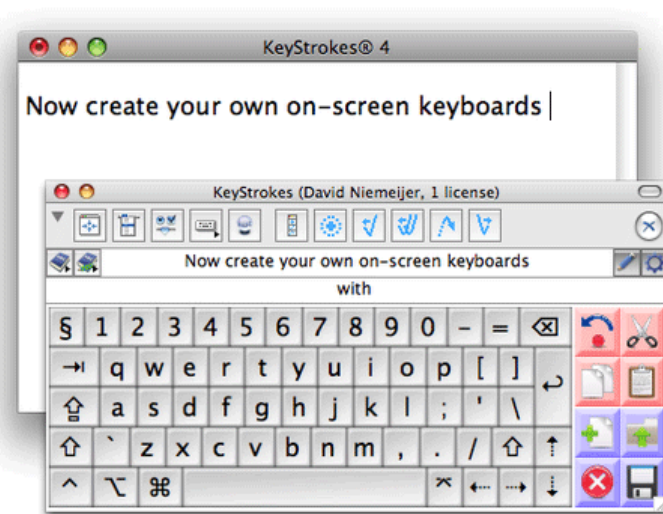 KeyStrokes® 4
Now create your own on-screen keyboards
KeyStrokes (David Niemeijer, 1 license)
Now create your own on-screen keyboards
with
§ 1 2 3 4 5 6 7 8 9 0 - =
q w e r t y u i o p [ ]
a s d f g h j k l ; ' \
` z x c v b n m , . /